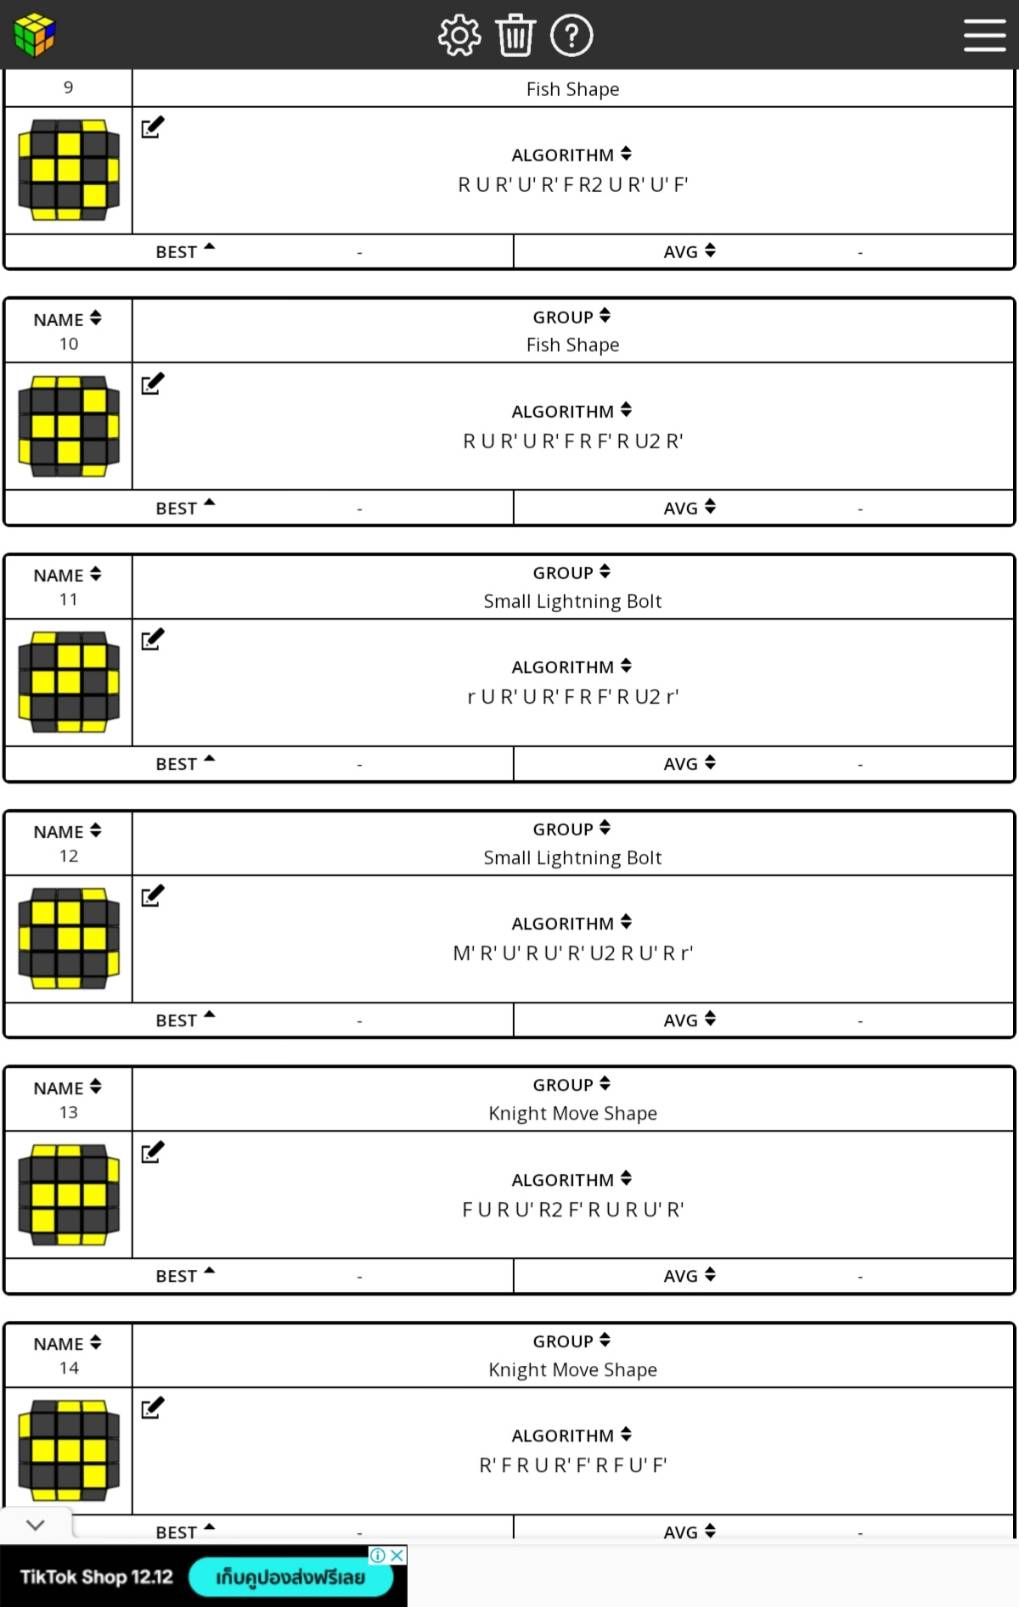 9
Fish Shape
ALGORITHM
R U R' U' R' F R2 U R' U' F'
BEST -
AVG -
NAME
10
GROUP
Fish Shape
ALGORITHM
R U R' U R' F R F' R U2 R'
BEST -
AVG -
NAME
11
GROUP
Small Lightning Bolt
ALGORITHM
r U R' U R' F R F' R U2 r'
BEST -
AVG -
NAME
12
GROUP
Small Lightning Bolt
ALGORITHM
M' R' U' R U' R' U2 R U' R r'
BEST -
AVG -
NAME
13
GROUP
Knight Move Shape
ALGORITHM
F U R U' R2 F' R U R U' R'
BEST -
AVG -
NAME
14
GROUP
Knight Move Shape
ALGORITHM
R' F R U R' F' R F U' F'
BEST -
AVG -
TikTok Shop 12.12 เก็บคูปองส่งฟรีเลย